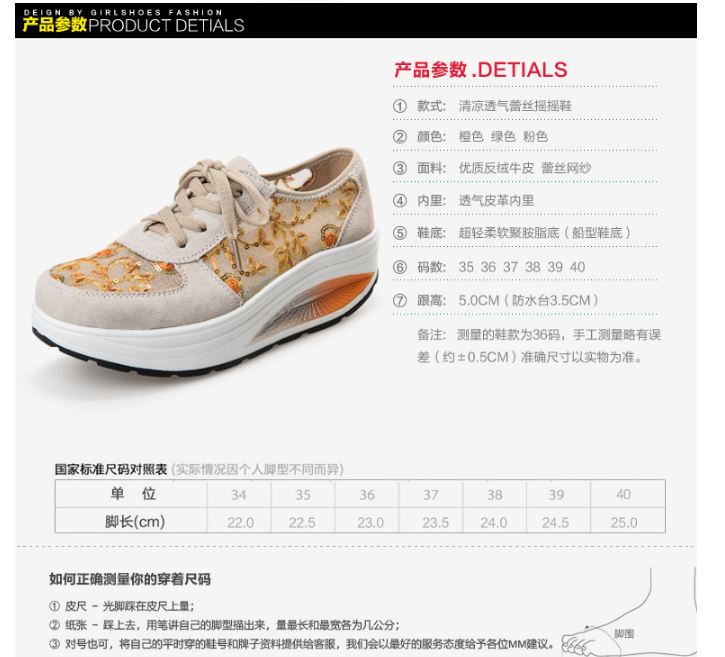 DEIGN BY GIRLSHOES FASHION
产品参数PRODUCT DETIALS
产品参数.DETIALS
① 款式: 清凉透气蕾丝摇摇鞋
② 颜色: 橙色 绿色 粉色
③ 面料: 优质反绒牛皮 蕾丝网纱
④ 内里: 透气皮革内里
⑤ 鞋底: 超轻柔软聚胺脂底（船型鞋底）
⑥ 码数: 35 36 37 38 39 40
⑦ 跟高: 5.0CM（防水台3.5CM）
备注: 测量的鞋款为36码，手工测量略有误
差（约±0.5CM）准确尺寸以实物为准。
国家标准尺码对照表 (实际情况因个人脚型不同而异)
单 位 34 35 36 37 38 39 40
脚长(cm) 22.0 22.5 23.0 23.5 24.0 24.5 25.0
如何正确测量你的穿着尺码
① 皮尺 - 光脚踩在皮尺上量；
② 纸张 - 踩上去，用笔讲自己的脚型描出来，量最长和最宽各为几公分；
③ 对号也可，将自己的平时穿的鞋号和牌子资料提供给客服，我们会以最好的服务态度给予各位MM建议。
脚围